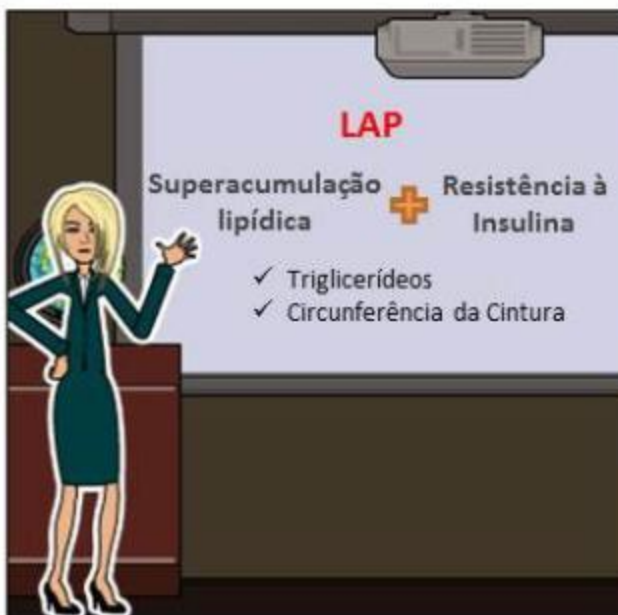 LAP
Superacumulação
lipídica
+
Resistência à
Insulina
✓ Triglicerídeos
✓ Circunferência da Cintura